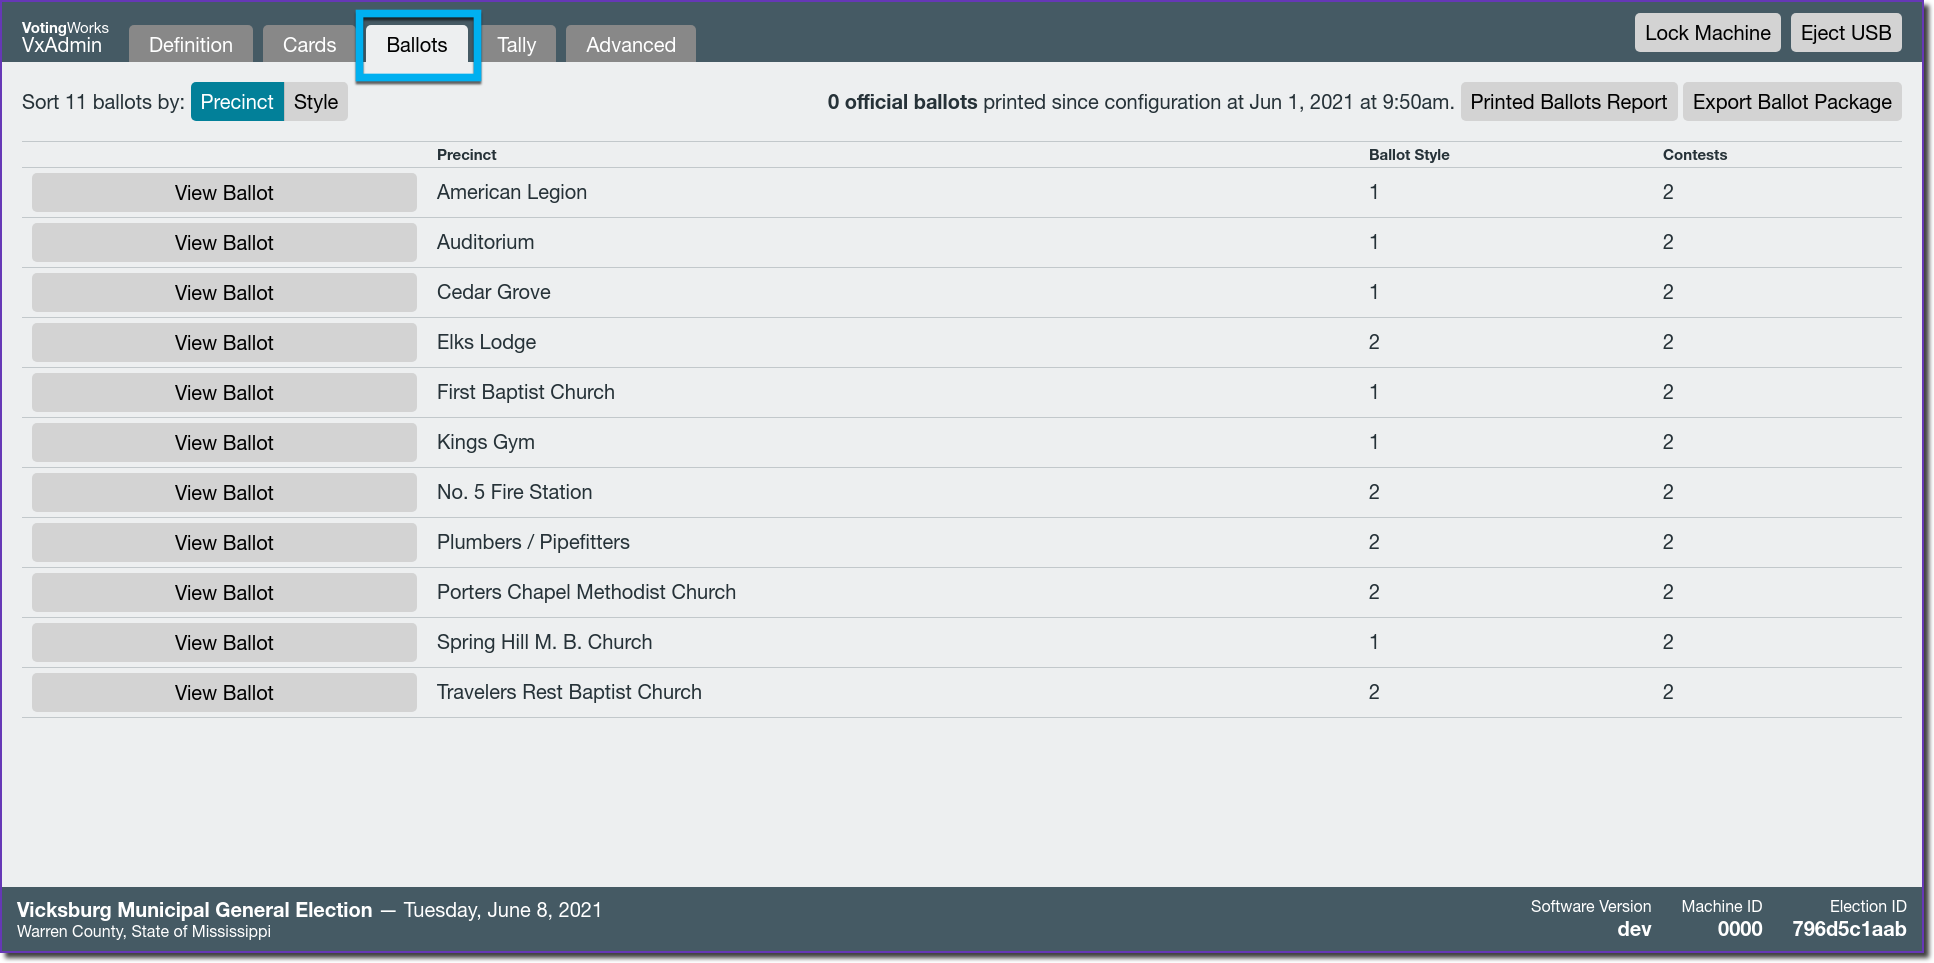 VotingWorks
VxAdmin
Definition
Cards
Ballots
Tally
Advanced
Lock Machine
Eject USB
Sort 11 ballots by: Precinct Style
0 official ballots printed since configuration at Jun 1, 2021 at 9:50am.
Printed Ballots Report
Export Ballot Package
Precinct Ballot Style Contests
View Ballot American Legion 1 2
View Ballot Auditorium 1 2
View Ballot Cedar Grove 1 2
View Ballot Elks Lodge 2 2
View Ballot First Baptist Church 1 2
View Ballot Kings Gym 1 2
View Ballot No. 5 Fire Station 2 2
View Ballot Plumbers / Pipefitters 2 2
View Ballot Porters Chapel Methodist Church 2 2
View Ballot Spring Hill M. B. Church 1 2
View Ballot Travelers Rest Baptist Church 2 2
Vicksburg Municipal General Election — Tuesday, June 8, 2021
Warren County, State of Mississippi
Software Version
dev
Machine ID
0000
Election ID
796d5c1aab